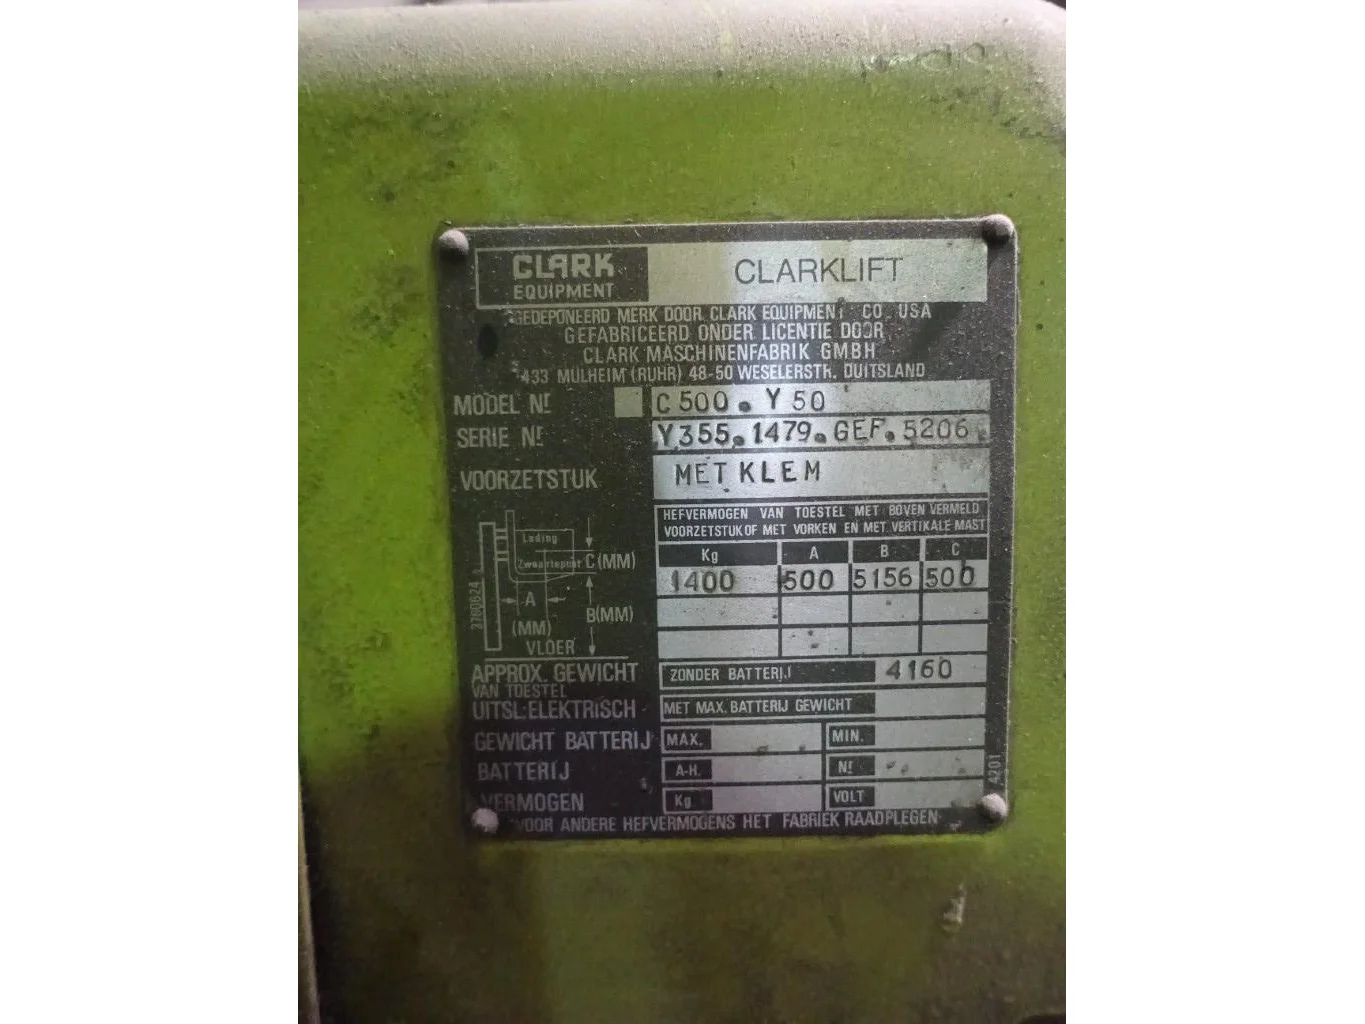 CLARK
EQUIPMENT
CLARKLIFT
GEDEPONEERD MERK DOOR CLARK EQUIPMENT CO USA
GEFABRICEERD ONDER LICENTIE DOOR
CLARK MASCHINENFABRIK GMBH
433 MULHEIM (RUHR) 48-50 WESELERSTR. DUITSLAND
MODEL Nr. C500.Y50
SERIE Nr. Y355.1479.GEF.5206
VOORZETSTUK MET KLEM
HEFVERMOGEN VAN TOESTEL MET BOVEN VERMELD
VOORZETSTUK OF MET VORKEN EN MET VERTIKALE MAST
Kg A B C
1400 500 5156 500
Lading
Zwaartepunt
C (MM)
A
(MM)
B(MM)
VLOER
3780624
APPROX. GEWICHT
VAN TOESTEL
ZONDER BATTERIJ 4160
UITSL: ELEKTRISCH MET MAX. BATTERIJ GEWICHT
GEWICHT BATTERIJ MAX. MIN.
BATTERIJ A-H. Nr.
VERMOGEN Kg VOLT
4201
VOOR ANDERE HEFVERMOGENS HET FABRIEK RAADPLEGEN